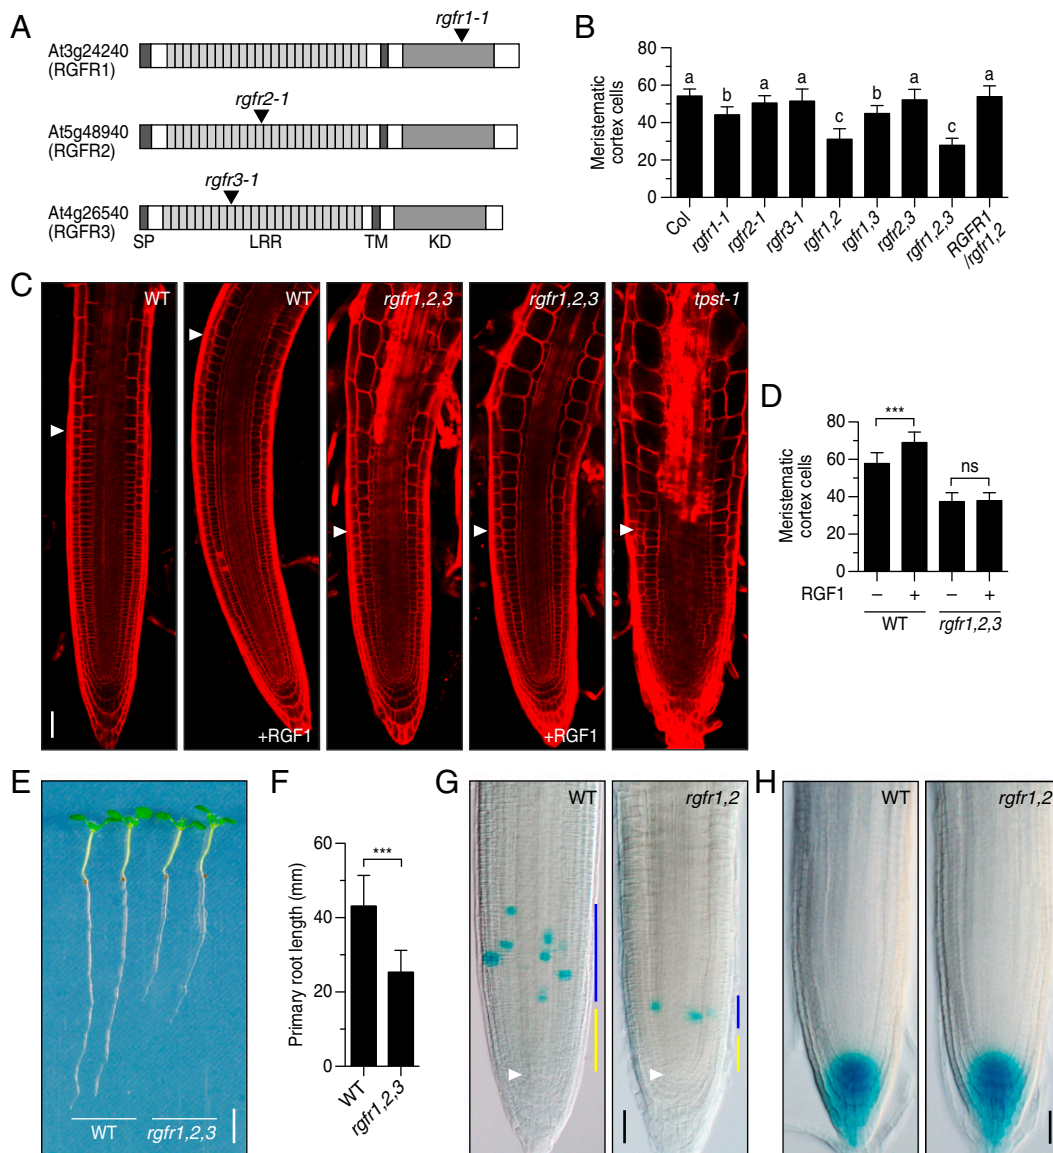 A
rgfr1-1
At3g24240
(RGFR1)
rgfr2-1
At5g48940
(RGFR2)
rgfr3-1
At4g26540
(RGFR3)
SP LRR TM KD
B
Meristematic
cortex cells
80
60
40
20
0
a b a a c b a c a
Col
rgfr1-1
rgfr2-1
rgfr3-1
rgfr1,2
rgfr1,3
rgfr2,3
rgfr1,2,3
RGFR1
/rgfr1,2
C
WT WT rgfr1,2,3 rgfr1,2,3 tpst-1
+RGF1 +RGF1
D
Meristematic
cortex cells
80
60
40
20
0
*** ns
RGF1 – + – +
WT rgfr1,2,3
E
WT rgfr1,2,3
F
Primary root length (mm)
60
40
20
0
***
WT
rgfr1,2,3
G
WT rgfr1,2
H
WT rgfr1,2